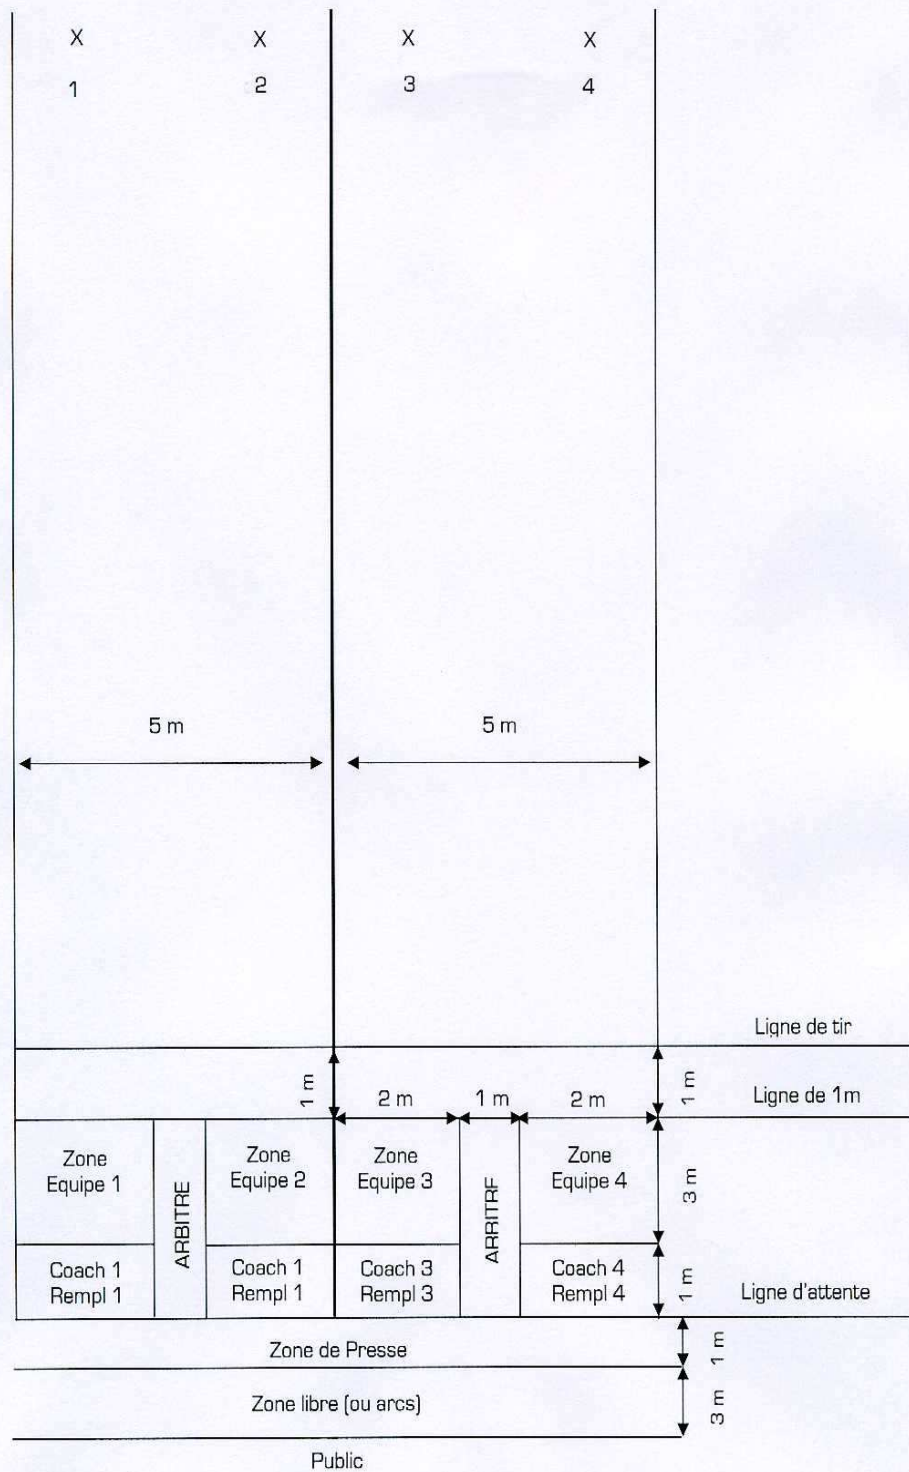 X X X X
1 2 3 4
5 m 5 m
Ligne de tir
1 m 2 m 1 m 2 m 1 m Ligne de 1m
Zone
Equipe 1
ARBITRE
Zone
Equipe 2
Zone
Equipe 3
ARRITRF
Zone
Equipe 4
3 m
Coach 1
Rempl 1
Coach 1
Rempl 1
Coach 3
Rempl 3
Coach 4
Rempl 4
1 m
Ligne d'attente
Zone de Presse
1 m
Zone libre (ou arcs)
3 m
Public